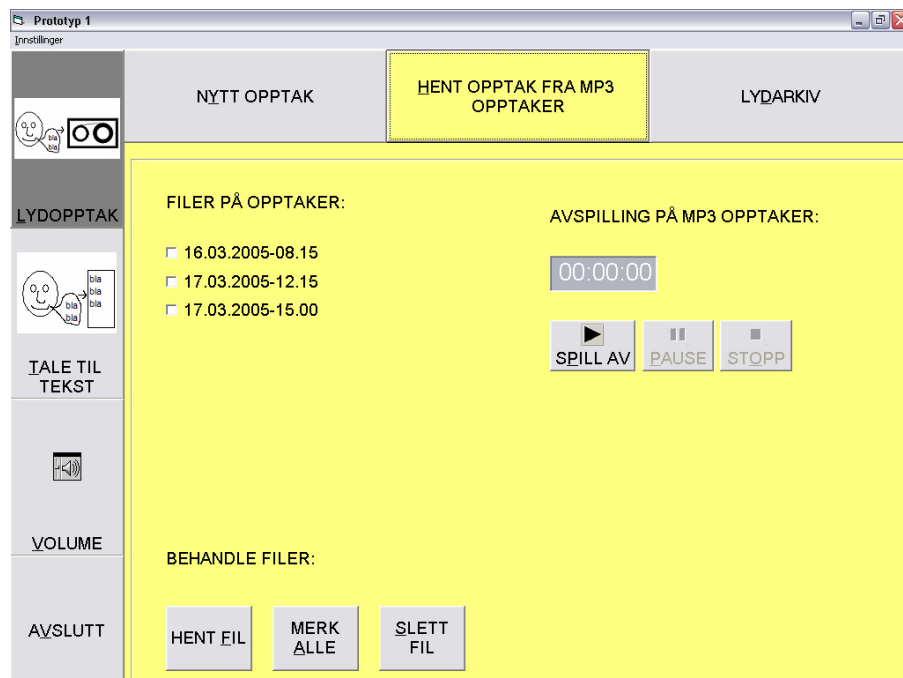 Prototyp 1
Innstillinger
NYTT OPPTAK
HENT OPPTAK FRA MP3
OPPTAKER
LYDARKIV
bla
bla
LYDOPPTAK
bla
bla
bla
bla
bla
TALE TIL
TEKST
VOLUME
AVSLUTT
FILER PÅ OPPTAKER:
16.03.2005-08.15
17.03.2005-12.15
17.03.2005-15.00
AVSPILLING PÅ MP3 OPPTAKER:
00:00:00
SPILL AV
PAUSE
STOPP
BEHANDLE FILER:
HENT FIL
MERK
ALLE
SLETT
FIL